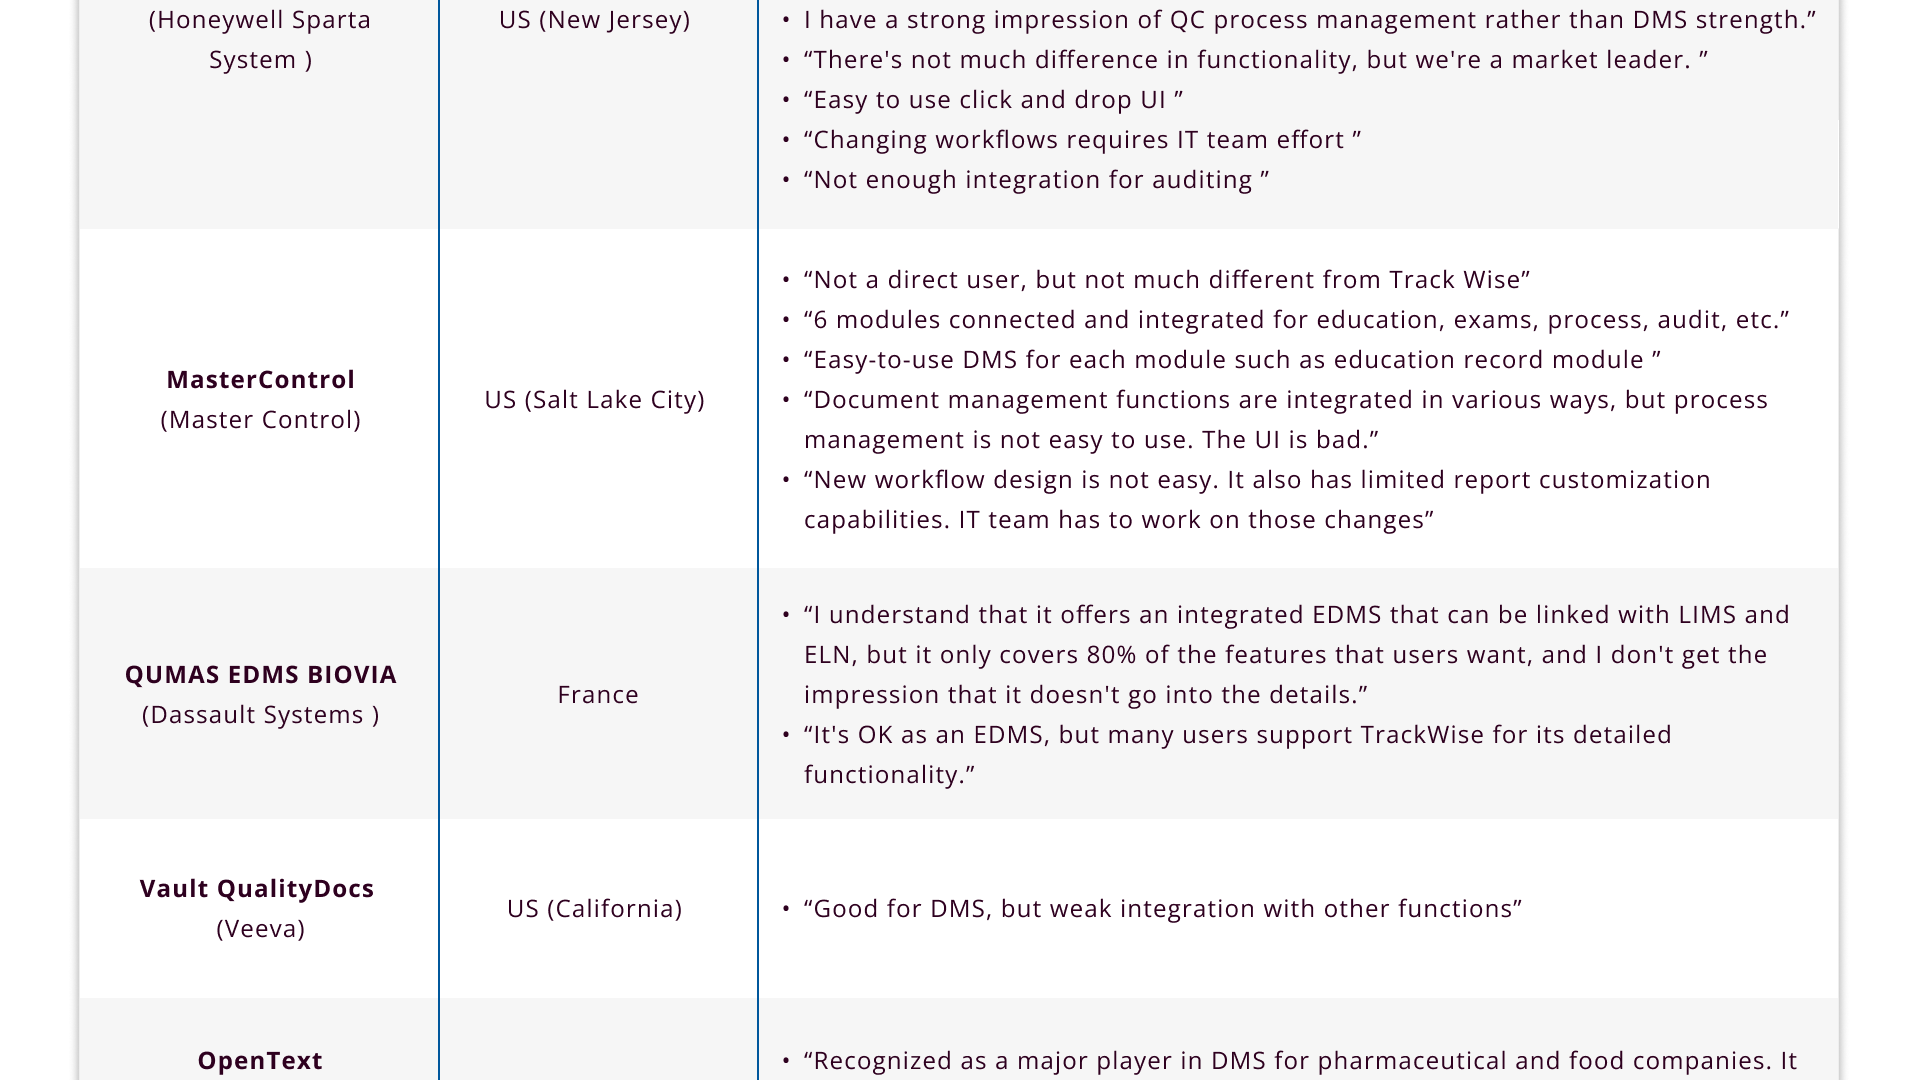 (Honeywell Sparta
System )
US (New Jersey)
• I have a strong impression of QC process management rather than DMS strength.”
• “There's not much difference in functionality, but we're a market leader. ”
• “Easy to use click and drop UI ”
• “Changing workflows requires IT team effort ”
• “Not enough integration for auditing ”
MasterControl
(Master Control)
US (Salt Lake City)
• “Not a direct user, but not much different from Track Wise”
• “6 modules connected and integrated for education, exams, process, audit, etc.”
• “Easy-to-use DMS for each module such as education record module ”
• “Document management functions are integrated in various ways, but process
management is not easy to use. The UI is bad.”
• “New workflow design is not easy. It also has limited report customization
capabilities. IT team has to work on those changes”
QUMAS EDMS BIOVIA
(Dassault Systems )
France
• “I understand that it offers an integrated EDMS that can be linked with LIMS and
ELN, but it only covers 80% of the features that users want, and I don't get the
impression that it doesn't go into the details.”
• “It's OK as an EDMS, but many users support TrackWise for its detailed
functionality.”
Vault QualityDocs
(Veeva)
US (California)
• “Good for DMS, but weak integration with other functions”
OpenText
• “Recognized as a major player in DMS for pharmaceutical and food companies. It